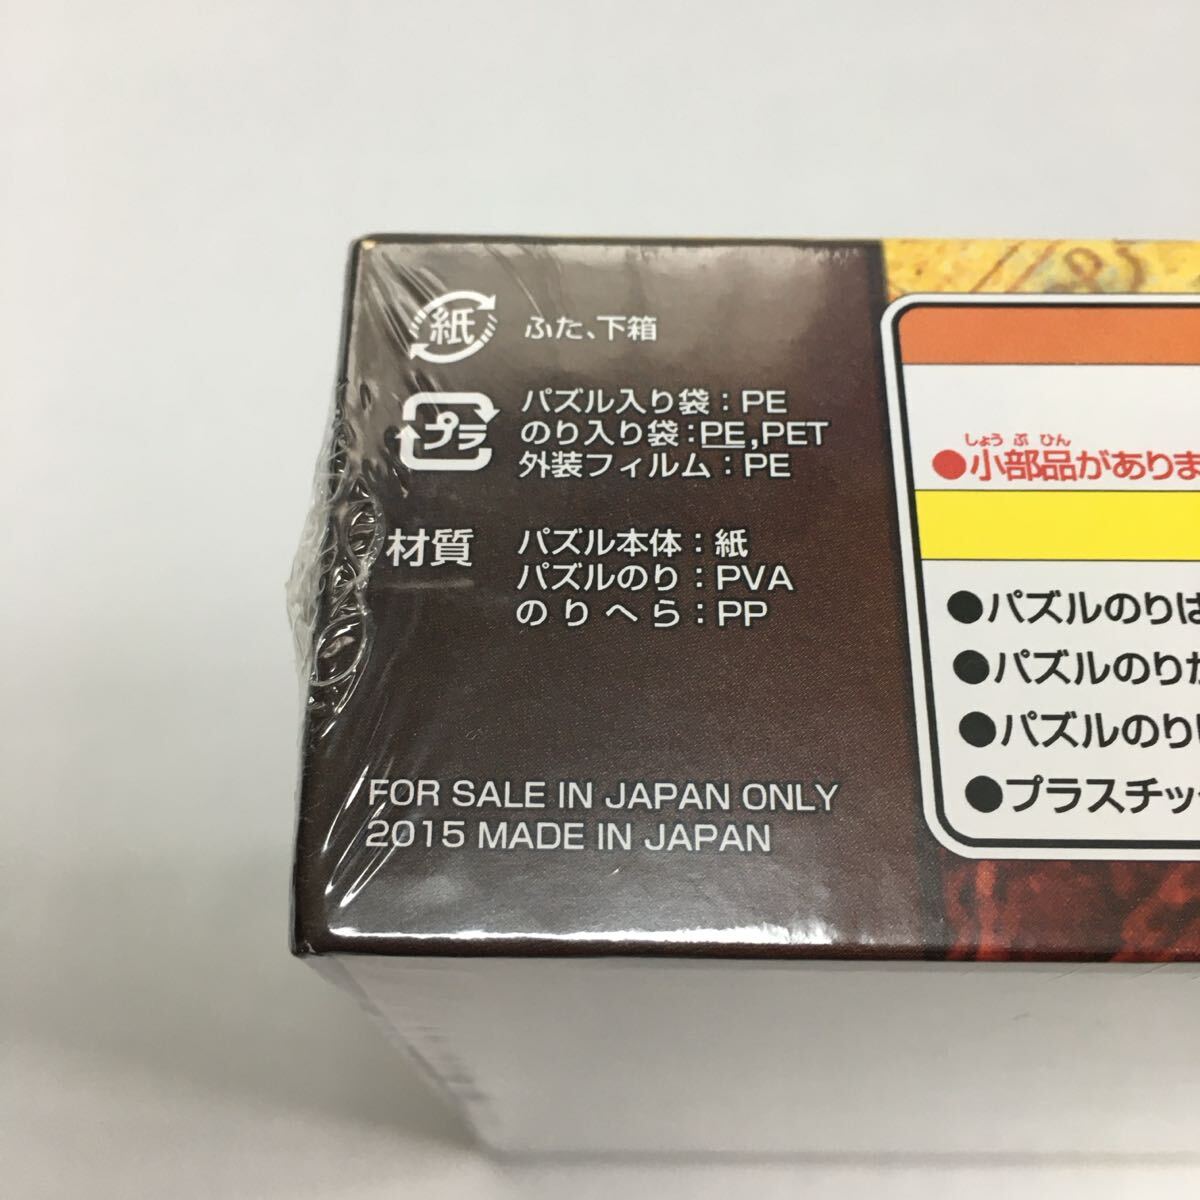 紙 ふた、下箱
プラ パズル入り袋：PE
のり入り袋：PE,PET
外装フィルム：PE
材質 パズル本体：紙
パズルのり：PVA
のりへら：PP
FOR SALE IN JAPAN ONLY
2015 MADE IN JAPAN
しょうぶひん
●小部品がありま
●パズルのりは
●パズルのりが
●パズルのり
●プラスチッ